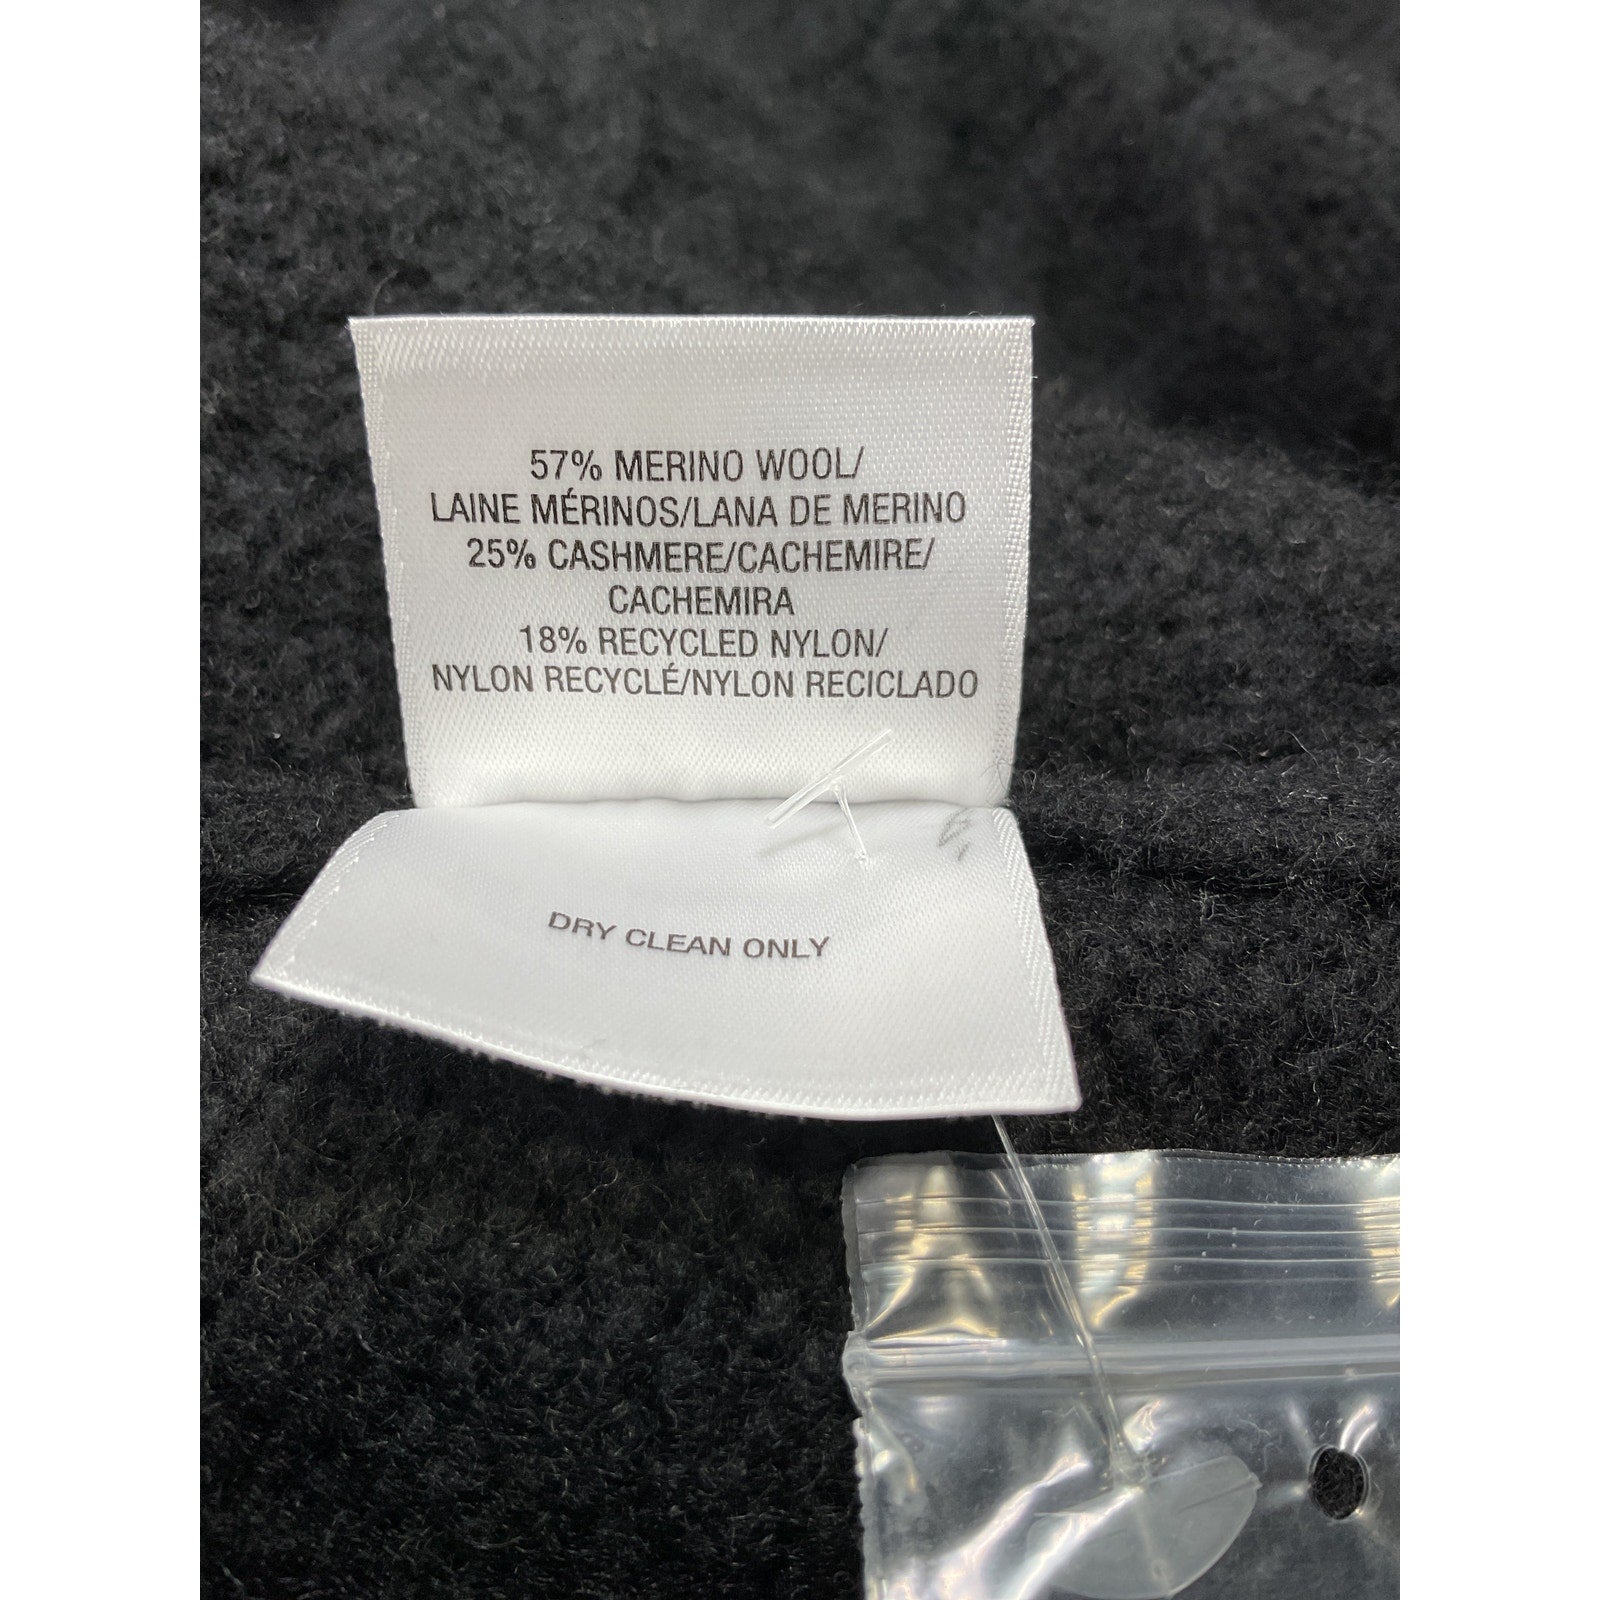 57% MERINO WOOL/
LAINE MÉRINOS/LANA DE MERINO
25% CASHMERE/CACHEMIRE/
CACHEMIRA
18% RECYCLED NYLON/
NYLON RECYCLÉ/NYLON RECICLADO
DRY CLEAN ONLY